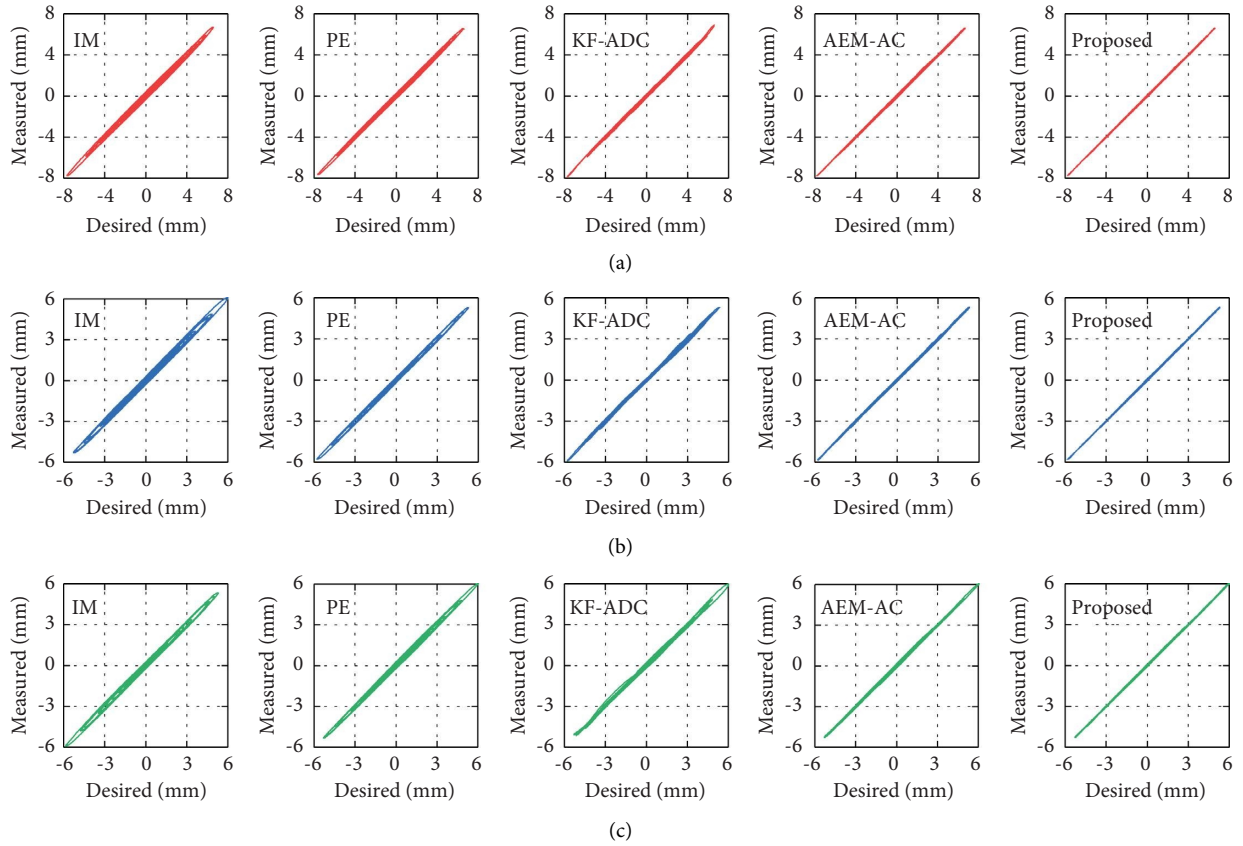 8 8 8 8 8
IM PE KF-ADC AEM-AC Proposed
4 4 4 4 4
Measured (mm) Measured (mm) Measured (mm) Measured (mm) Measured (mm)
0 0 0 0 0
-4 -4 -4 -4 -4
-8 -8 -8 -8 -8
-8 -4 0 4 8 -8 -4 0 4 8 -8 -4 0 4 8 -8 -4 0 4 8 -8 -4 0 4 8
Desired (mm) Desired (mm) Desired (mm) Desired (mm) Desired (mm)
(a)
6 6 6 6 6
IM PE KF-ADC AEM-AC Proposed
3 3 3 3 3
Measured (mm) Measured (mm) Measured (mm) Measured (mm) Measured (mm)
0 0 0 0 0
-3 -3 -3 -3 -3
-6 -6 -6 -6 -6
-6 -3 0 3 6 -6 -3 0 3 6 -6 -3 0 3 6 -6 -3 0 3 6 -6 -3 0 3 6
Desired (mm) Desired (mm) Desired (mm) Desired (mm) Desired (mm)
(b)
6 6 6 6 6
IM PE KF-ADC AEM-AC Proposed
3 3 3 3 3
Measured (mm) Measured (mm) Measured (mm) Measured (mm) Measured (mm)
0 0 0 0 0
-3 -3 -3 -3 -3
-6 -6 -6 -6 -6
-6 -3 0 3 6 -6 -3 0 3 6 -6 -3 0 3 6 -6 -3 0 3 6 -6 -3 0 3 6
Desired (mm) Desired (mm) Desired (mm) Desired (mm) Desired (mm)
(c)